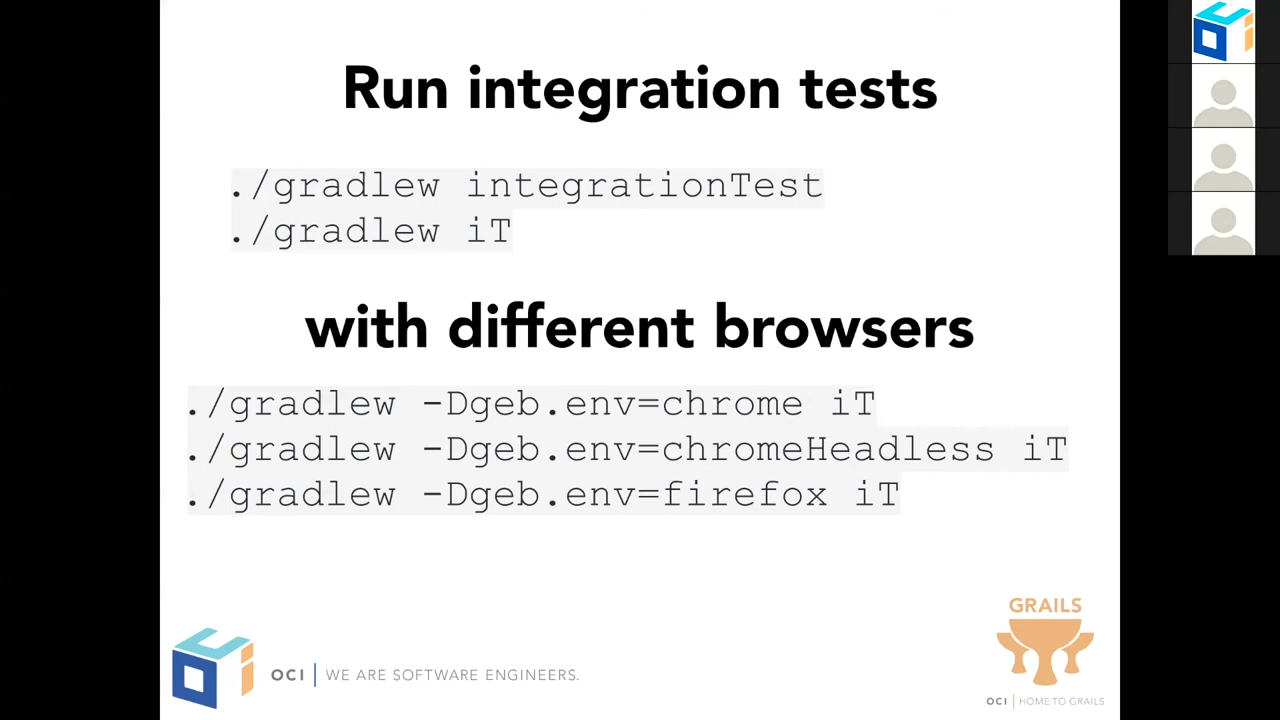 Run integration tests
./gradlew integrationTest
./gradlew iT
with different browsers
./gradlew -Dgeb.env=chrome iT
./gradlew -Dgeb.env=chromeHeadless iT
./gradlew -Dgeb.env=firefox iT
GRAILS
OCI | WE ARE SOFTWARE ENGINEERS.
OCI | HOME TO GRAILS